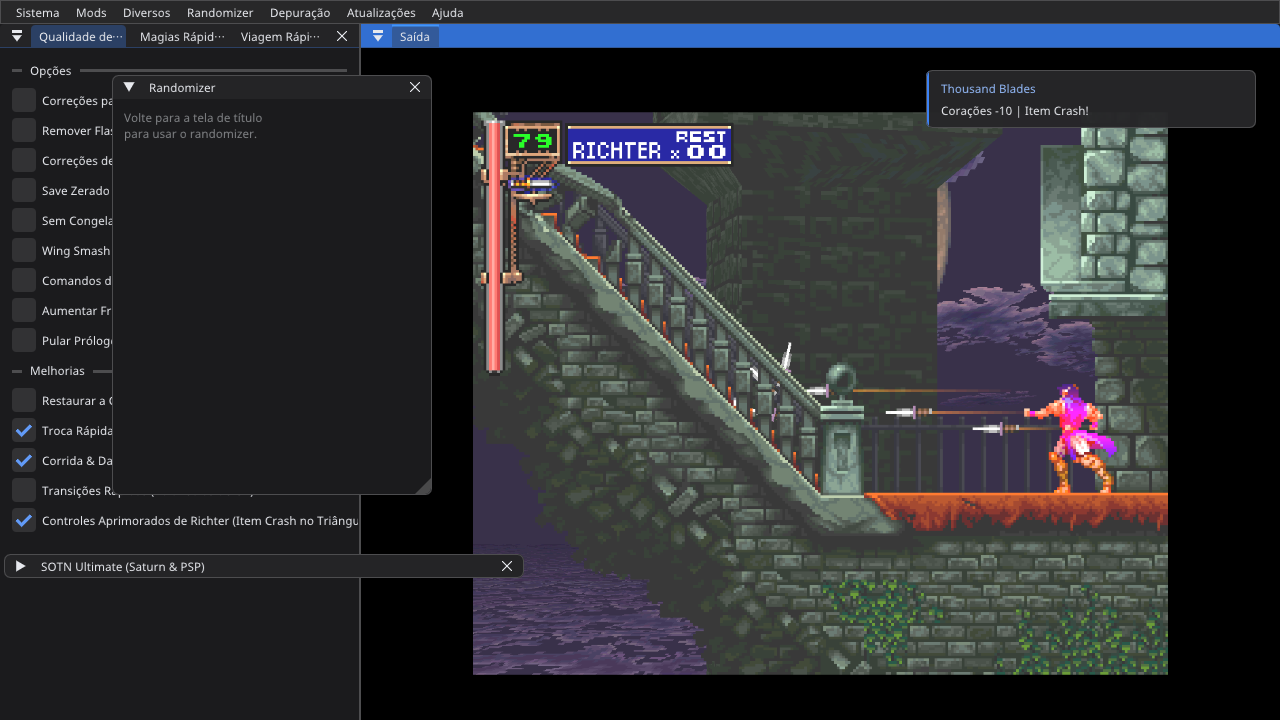 Sistema Mods Diversos Randomizer Depuração Atualizações Ajuda
Qualidade de··· Magias Rápid··· Viagem Rápi···
Saída
Opções
Correções pa
Remover Flas
Correções de
Save Zerado
Sem Congela
Wing Smash
Comandos d
Aumentar Fr
Pular Prólogo
Melhorias
Restaurar a
Troca Rápida
Corrida & Da
Transições
Controles Aprimorados de Richter (Item Crash no Triângu
Randomizer
Volte para a tela de título
para usar o randomizer.
SOTN Ultimate (Saturn & PSP)
Thousand Blades
Corações -10 | Item Crash!
79
REST
RICHTER x 00